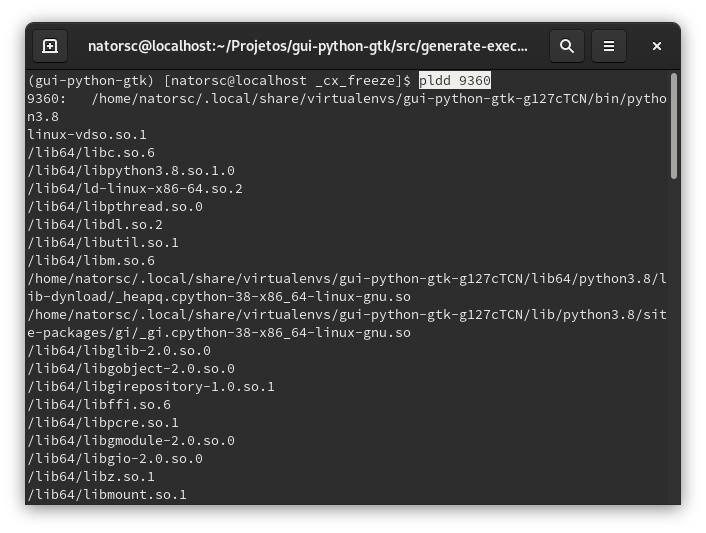 natorsc@localhost:~/Projetos/gui-python-gtk/src/generate-exec…
(gui-python-gtk) [natorsc@localhost _cx_freeze]$ pldd 9360
9360:   /home/natorsc/.local/share/virtualenvs/gui-python-gtk-g127cTCN/bin/pytho
n3.8
linux-vdso.so.1
/lib64/libc.so.6
/lib64/libpython3.8.so.1.0
/lib64/ld-linux-x86-64.so.2
/lib64/libpthread.so.0
/lib64/libdl.so.2
/lib64/libutil.so.1
/lib64/libm.so.6
/home/natorsc/.local/share/virtualenvs/gui-python-gtk-g127cTCN/lib64/python3.8/l
ib-dynload/_heapq.cpython-38-x86_64-linux-gnu.so
/home/natorsc/.local/share/virtualenvs/gui-python-gtk-g127cTCN/lib/python3.8/sit
e-packages/gi/_gi.cpython-38-x86_64-linux-gnu.so
/lib64/libglib-2.0.so.0
/lib64/libgobject-2.0.so.0
/lib64/libgirepository-1.0.so.1
/lib64/libffi.so.6
/lib64/libpcre.so.1
/lib64/libgmodule-2.0.so.0
/lib64/libgio-2.0.so.0
/lib64/libz.so.1
/lib64/libmount.so.1